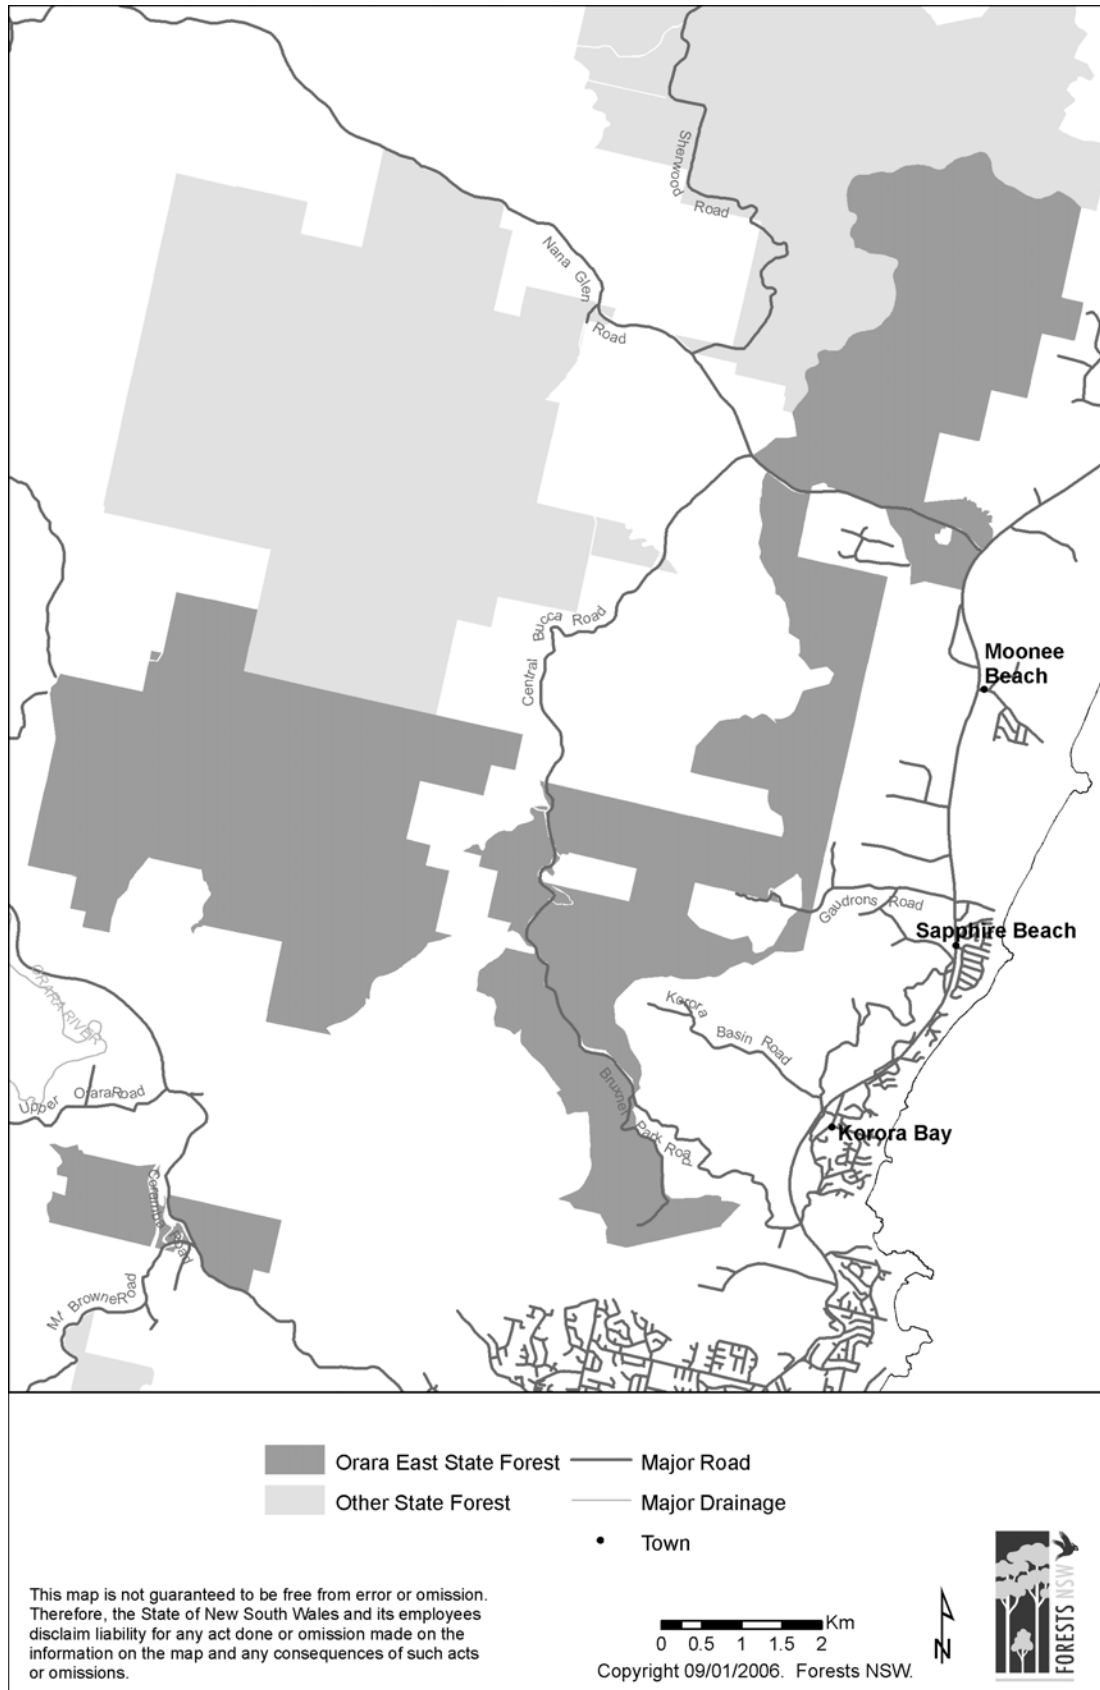 Sherwood
Road
Nana Glen
Road
Central Bucca Road
Moonee
Beach
Gaudrons Road
Sapphire Beach
Korora
Basin Road
ORARA RIVER
Upper Orara Road
Bruxner
Park Road
Korora Bay
Coramba Road
Mt Browne Road
Orara East State Forest
Major Road
Other State Forest
Major Drainage
Town
This map is not guaranteed to be free from error or omission.
Therefore, the State of New South Wales and its employees
disclaim liability for any act done or omission made on the
information on the map and any consequences of such acts
or omissions.
Km
0 0.5 1 2
Copyright 09/01/2006. Forests NSW.
N
FORESTS NSW